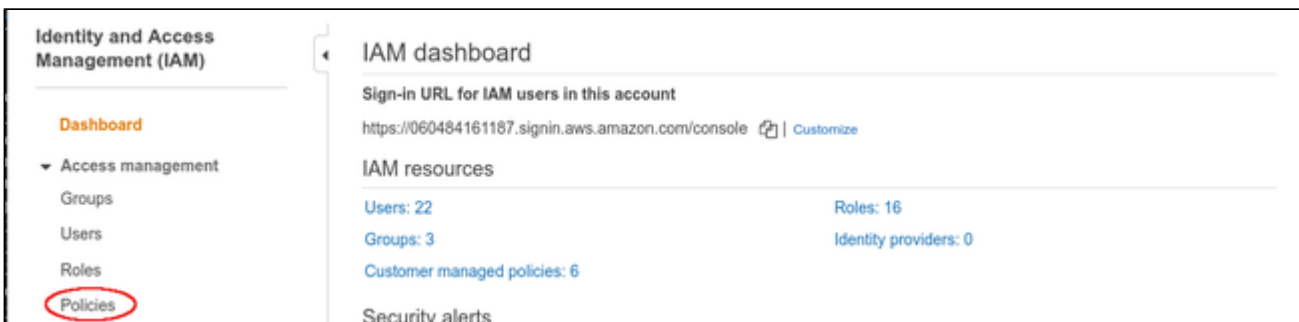 Identity and Access
Management (IAM)
Dashboard
Access management
Groups
Users
Roles
Policies
IAM dashboard
Sign-in URL for IAM users in this account
https://060484161187.signin.aws.amazon.com/console | Customize
IAM resources
Users: 22
Roles: 16
Groups: 3
Identity providers: 0
Customer managed policies: 6
Security alerts